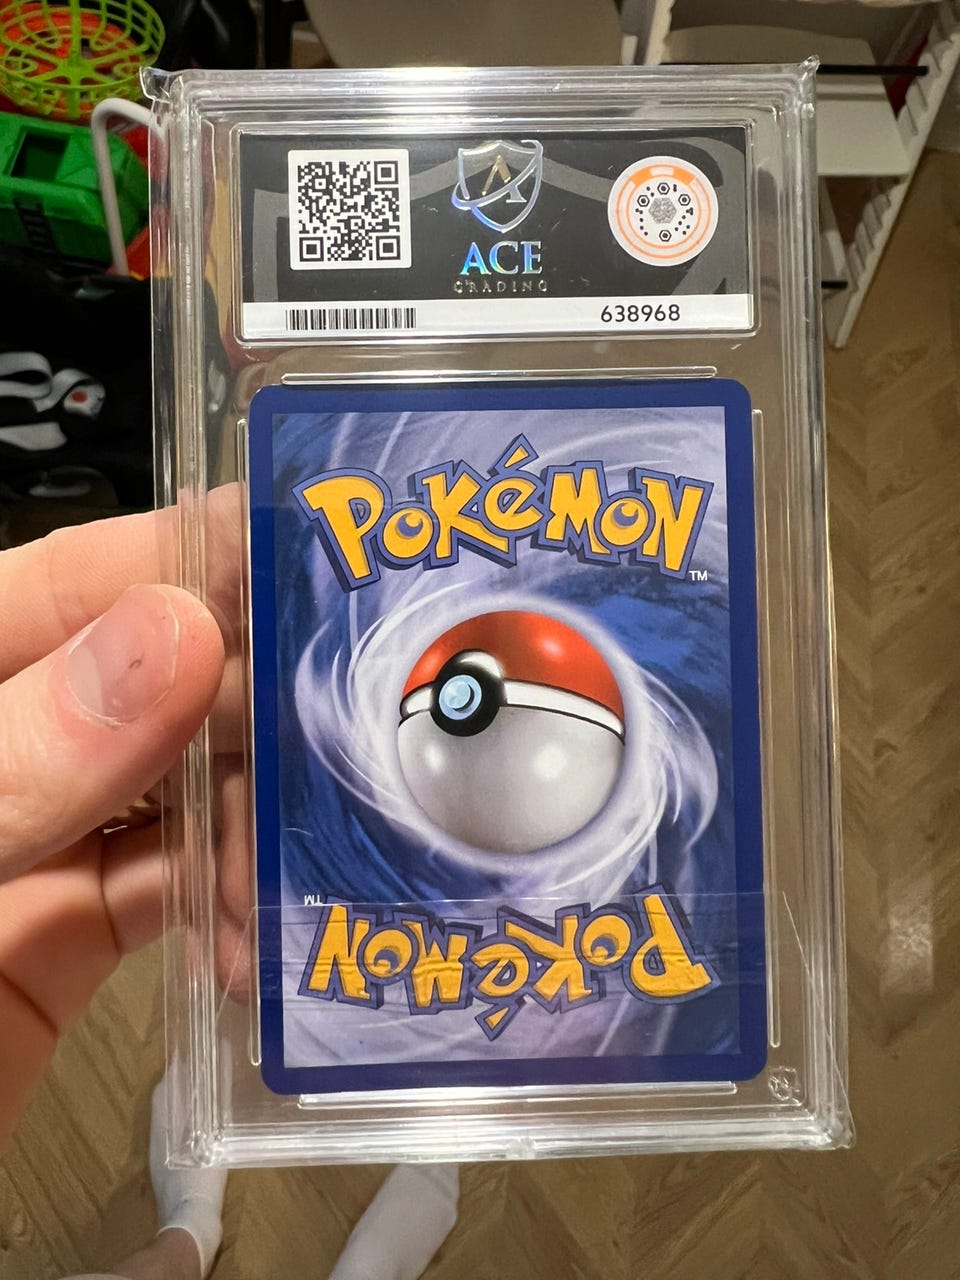 ACE
GRADING
638968
POKéMON
TM
TM
POKéMON